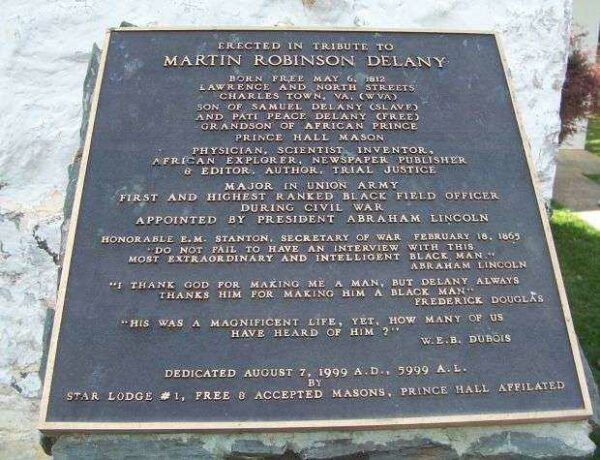 ERECTED IN TRIBUTE TO
MARTIN ROBINSON DELANY
BORN FREE MAY 6, 1812
LAWRENCE AND NORTH STREETS
CHARLES TOWN, VA. (WVA)
SON OF SAMUEL DELANY (SLAVE)
AND PATI PEACE DELANY (FREE)
GRANDSON OF AFRICAN PRINCE
PRINCE HALL MASON
PHYSICIAN, SCIENTIST, INVENTOR,
AFRICAN EXPLORER, NEWSPAPER PUBLISHER
& EDITOR, AUTHOR, TRIAL JUSTICE
MAJOR IN UNION ARMY
FIRST AND HIGHEST RANKED BLACK FIELD OFFICER
DURING CIVIL WAR
APPOINTED BY PRESIDENT ABRAHAM LINCOLN
HONORABLE E.M. STANTON, SECRETARY OF WAR FEBRUARY 18, 1865
"DO NOT FAIL TO HAVE AN INTERVIEW WITH THIS
MOST EXTRAORDINARY AND INTELLIGENT BLACK MAN."
ABRAHAM LINCOLN
"I THANK GOD FOR MAKING ME A MAN, BUT DELANY ALWAYS
THANKS HIM FOR MAKING HIM A BLACK MAN"
FREDERICK DOUGLAS
"HIS WAS A MAGNIFICENT LIFE, YET, HOW MANY OF US
HAVE HEARD OF HIM ?"
W.E.B. DUBOIS
DEDICATED AUGUST 7, 1999 A.D., 5999 A.L.
BY
STAR LODGE #1, FREE & ACCEPTED MASONS, PRINCE HALL AFFILATED